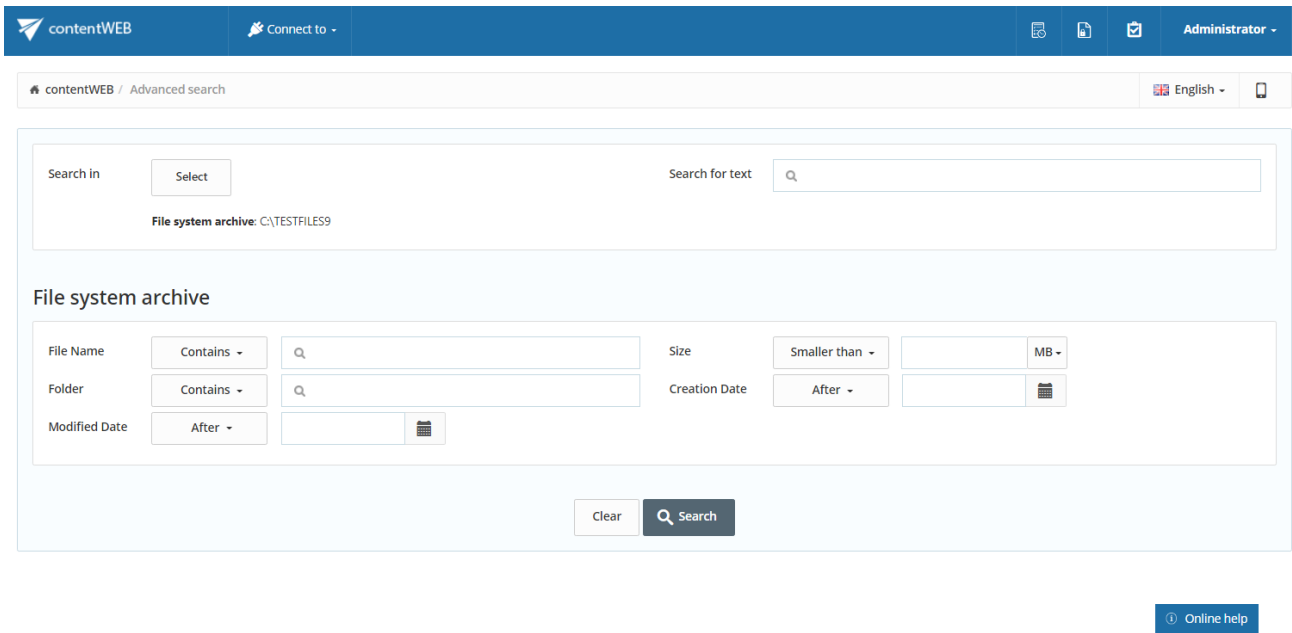 contentWEB Connect to Administrator
contentWEB / Advanced search English
Search in Select Search for text
File system archive: C:\TESTFILES9
File system archive
File Name Contains Size Smaller than MB
Folder Contains Creation Date After
Modified Date After
Clear Search
Online help